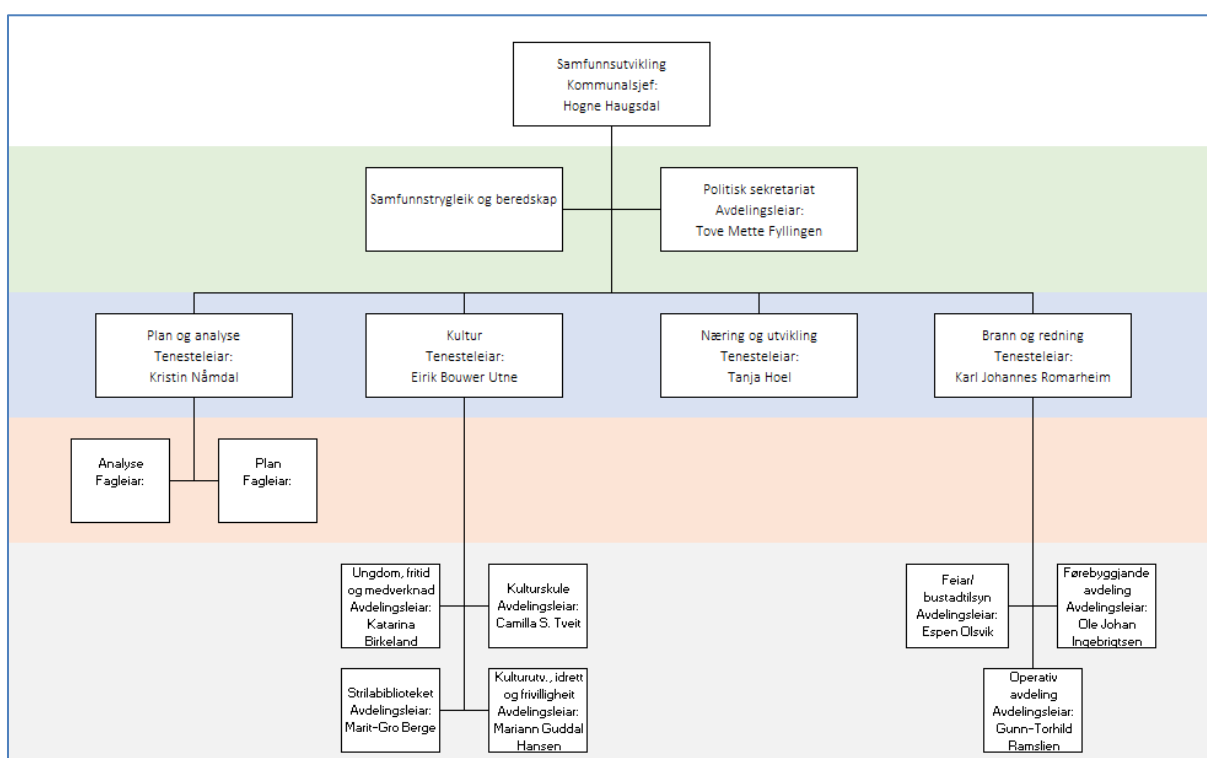 Samfunnsutvikling
Kommunalsjef:
Hogne Haugsdal
Samfunnstrygleik og beredskap
Politisk sekretariat
Avdelingsleiar:
Tove Mette Fyllingen
Plan og analyse
Tenesteleiar:
Kristin Nåmdal
Kultur
Tenesteleiar:
Eirik Bouwer Utne
Næring og utvikling
Tenesteleiar:
Tanja Hoel
Brann og redning
Tenesteleiar:
Karl Johannes Romarheim
Analyse
Fagleiar:
Plan
Fagleiar:
Ungdom, fritid
og medverknad
Avdelingsleiar:
Katarina
Birkeland
Kulturskule
Avdelingsleiar:
Camilla S. Tveit
Feiar/
bustadtilsyn
Avdelingsleiar:
Espen Olsvik
Førebyggjande
avdeling
Avdelingsleiar:
Ole Johan
Ingebrigtsen
Strilabiblioteket
Avdelingsleiar:
Marit-Gro Berge
Kulturutv., idrett
og frivilligheit
Avdelingsleiar:
Mariann Guddal
Hansen
Operativ
avdeling
Avdelingsleiar:
Gunn-Torhild
Ramslien